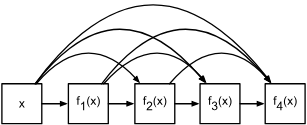 x f₁(x) f₂(x) f₃(x) f₄(x)